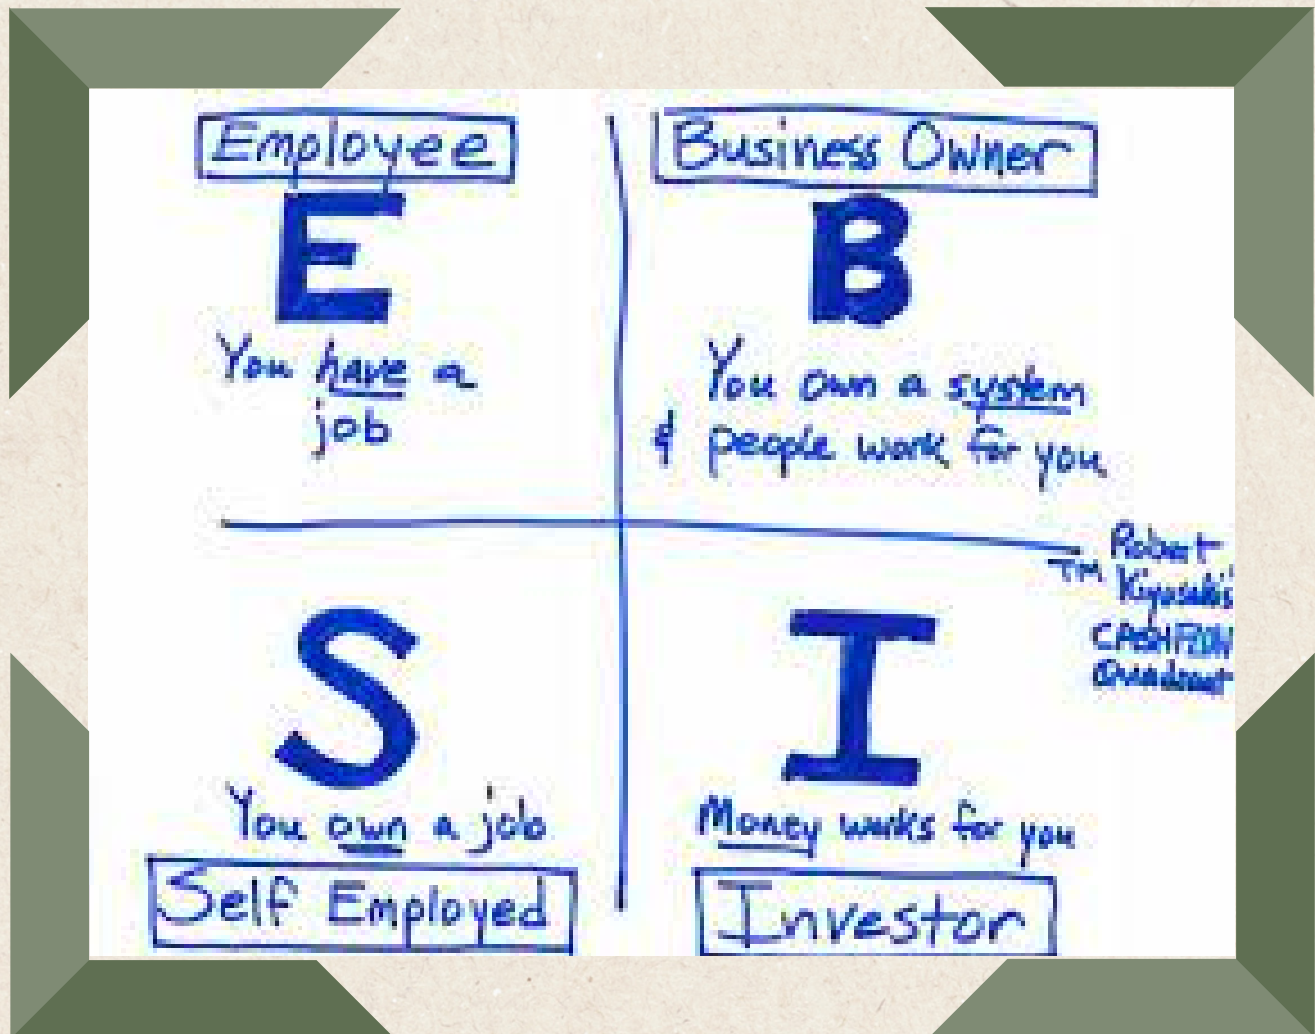 Employee
E
You have a
job
Business Owner
B
You own a system
& people work for you
TM Robert
Kiyosaki's
CASHFLOW
Quadrant
S
You own a job
Self Employed
I
Money works for you
Investor